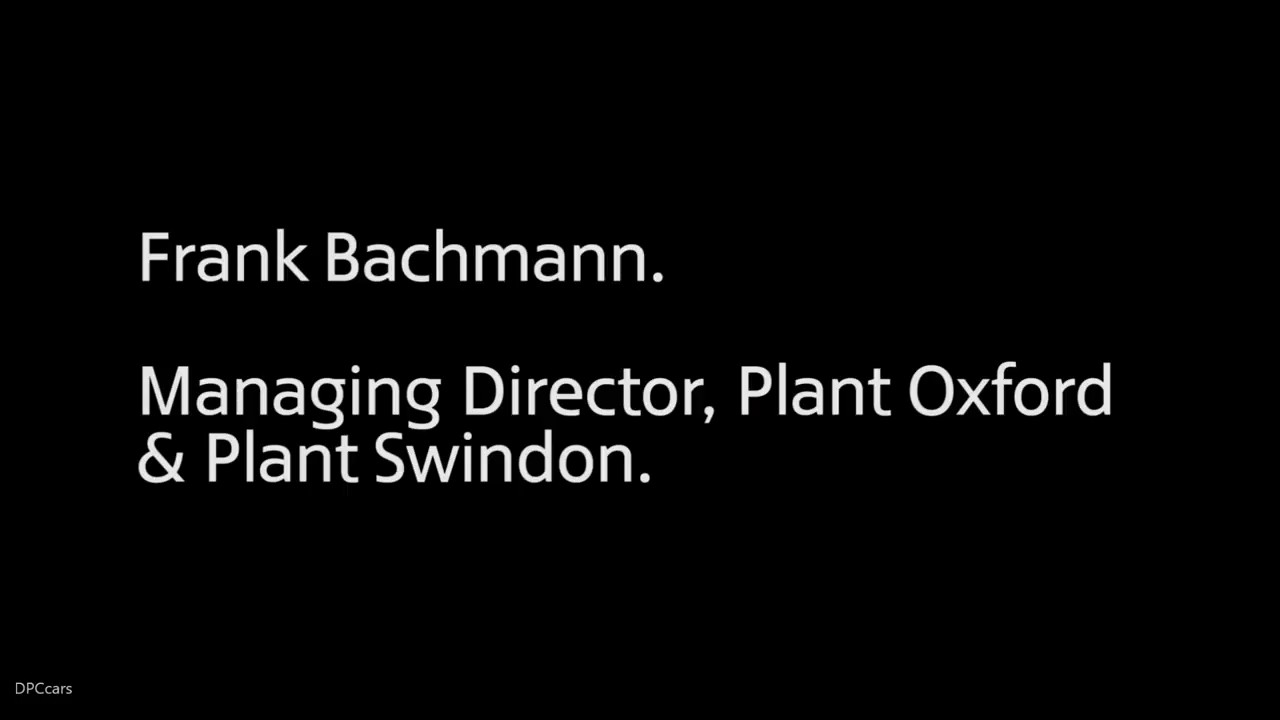 Frank Bachmann.
Managing Director, Plant Oxford
& Plant Swindon.
DPCcars